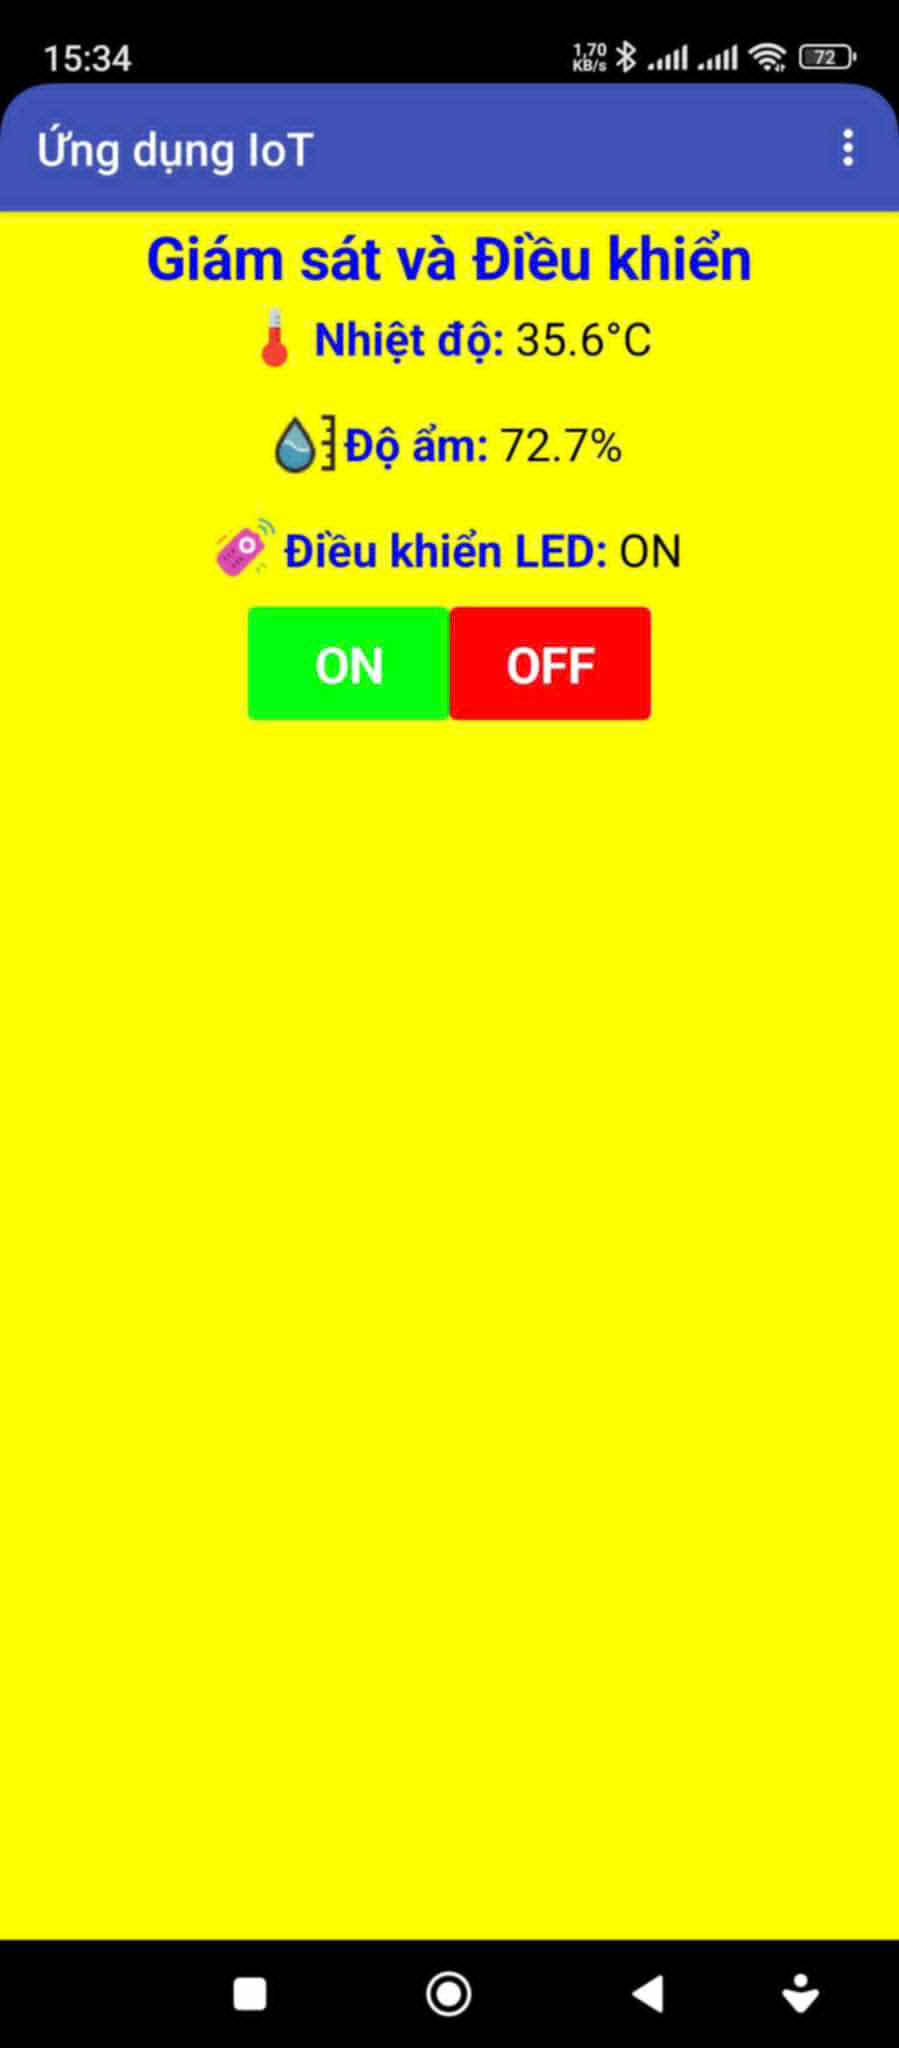 15:34
1,70
KB/s
72
Ứng dụng IoT
Giám sát và Điều khiển
Nhiệt độ: 35.6°C
Độ ẩm: 72.7%
Điều khiển LED: ON
ON OFF